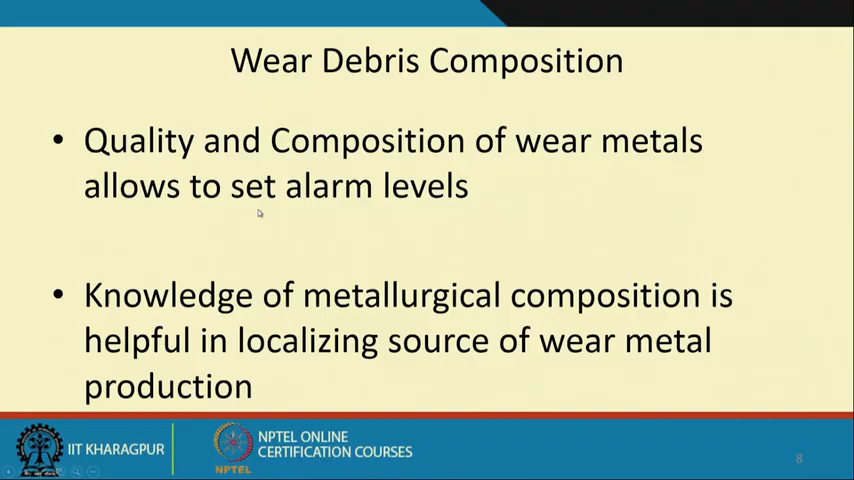 Wear Debris Composition
• Quality and Composition of wear metals
allows to set alarm levels
• Knowledge of metallurgical composition is
helpful in localizing source of wear metal
production
IIT KHARAGPUR
NPTEL
NPTEL ONLINE
CERTIFICATION COURSES
8